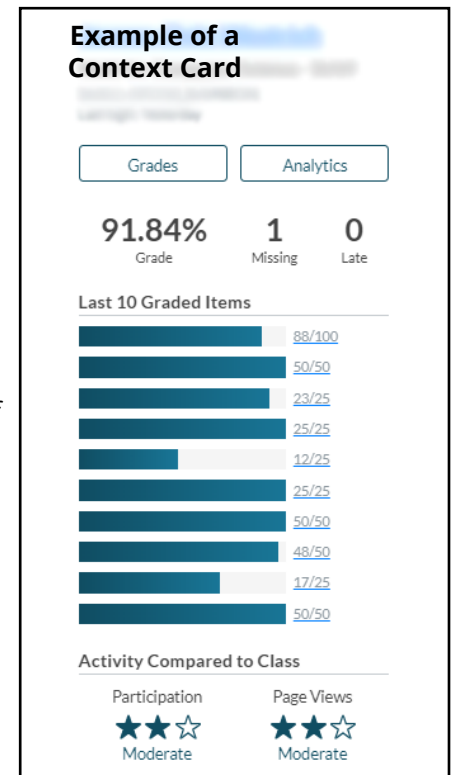 Example of a
Context Card
Grades Analytics
91.84% 1 0
Grade Missing Late
Last 10 Graded Items
88/100
50/50
23/25
25/25
12/25
25/25
50/50
48/50
17/25
50/50
Activity Compared to Class
Participation Page Views
Moderate Moderate